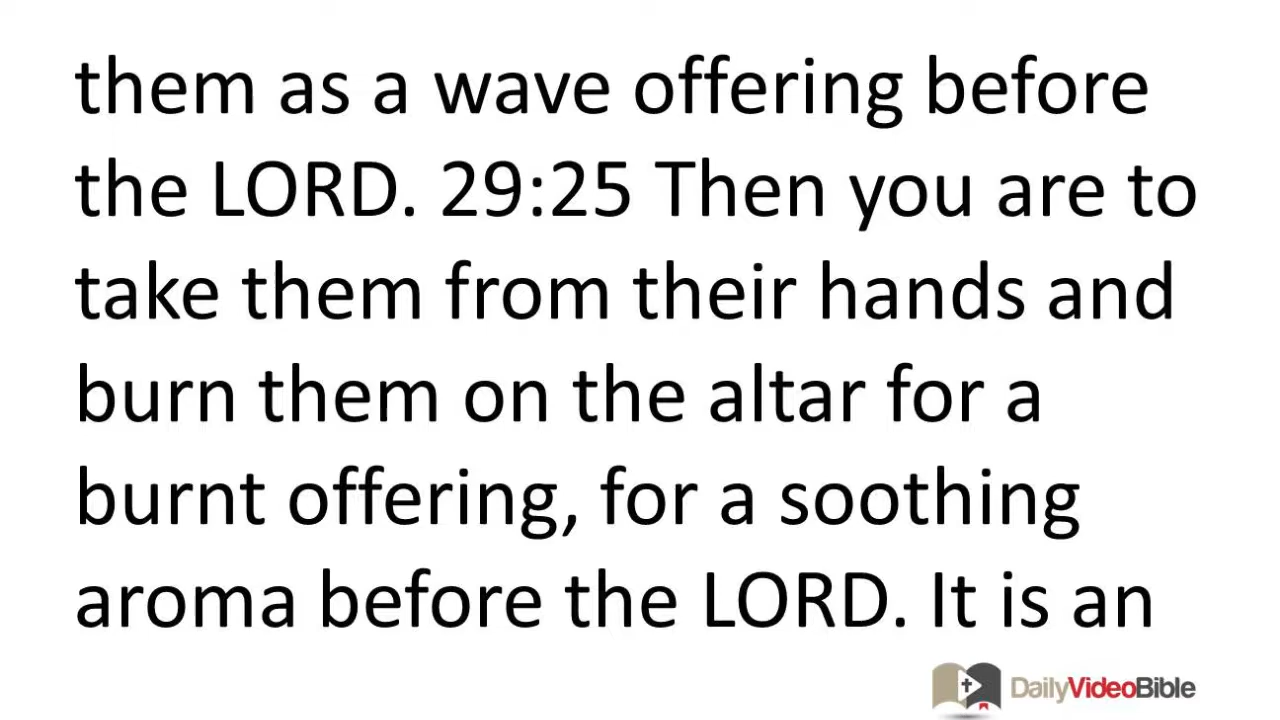 them as a wave offering before
the LORD. 29:25 Then you are to
take them from their hands and
burn them on the altar for a
burnt offering, for a soothing
aroma before the LORD. It is an
DailyVideoBible